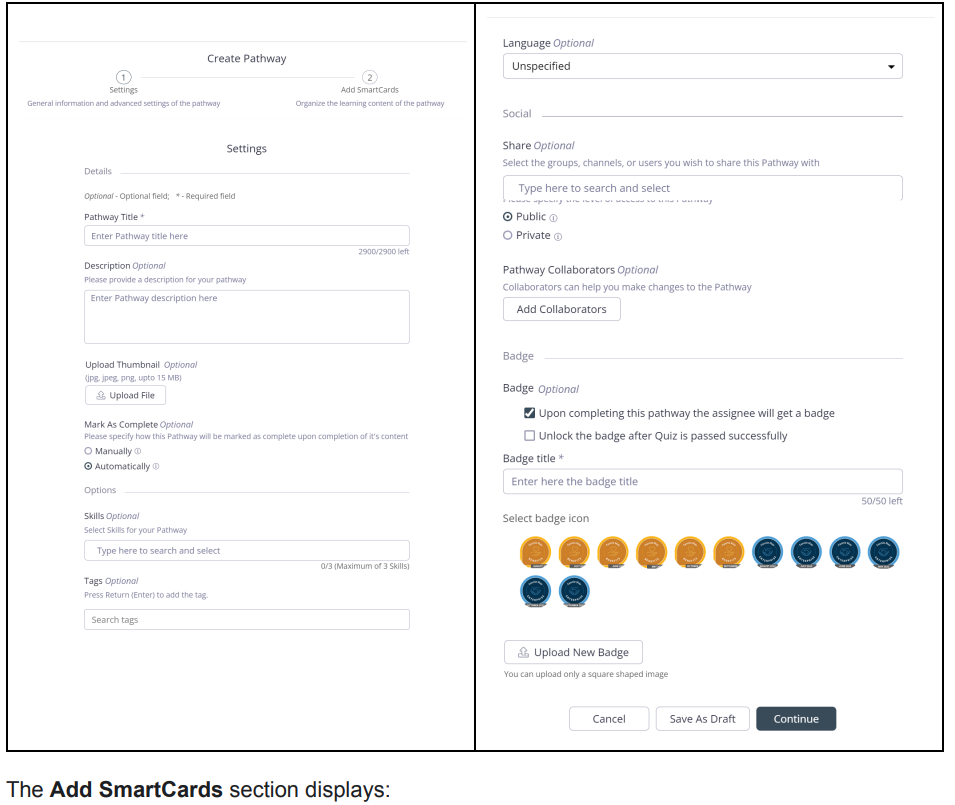 Create Pathway
1
2
Settings
Add SmartCards
General information and advanced settings of the pathway
Organize the learning content of the pathway
Settings
Details
Optional - Optional field; * - Required field
Pathway Title *
Enter Pathway title here
2900/2900 left
Description Optional
Please provide a description for your pathway
Enter Pathway description here
Upload Thumbnail Optional
(jpg, jpeg, png, upto 15 MB)
Upload File
Mark As Complete Optional
Please specify how this Pathway will be marked as complete upon completion of it's content
Manually
Automatically
Options
Skills Optional
Select Skills for your Pathway
Type here to search and select
0/3 (Maximum of 3 Skills)
Tags Optional
Press Return (Enter) to add the tag.
Search tags
Language Optional
Unspecified
Social
Share Optional
Select the groups, channels, or users you wish to share this Pathway with
Type here to search and select
Please specify the level of access to this Pathway
Public
Private
Pathway Collaborators Optional
Collaborators can help you make changes to the Pathway
Add Collaborators
Badge
Badge Optional
Upon completing this pathway the assignee will get a badge
Unlock the badge after Quiz is passed successfully
Badge title *
Enter here the badge title
50/50 left
Select badge icon
Upload New Badge
You can upload only a square shaped image
Cancel
Save As Draft
Continue
The Add SmartCards section displays: